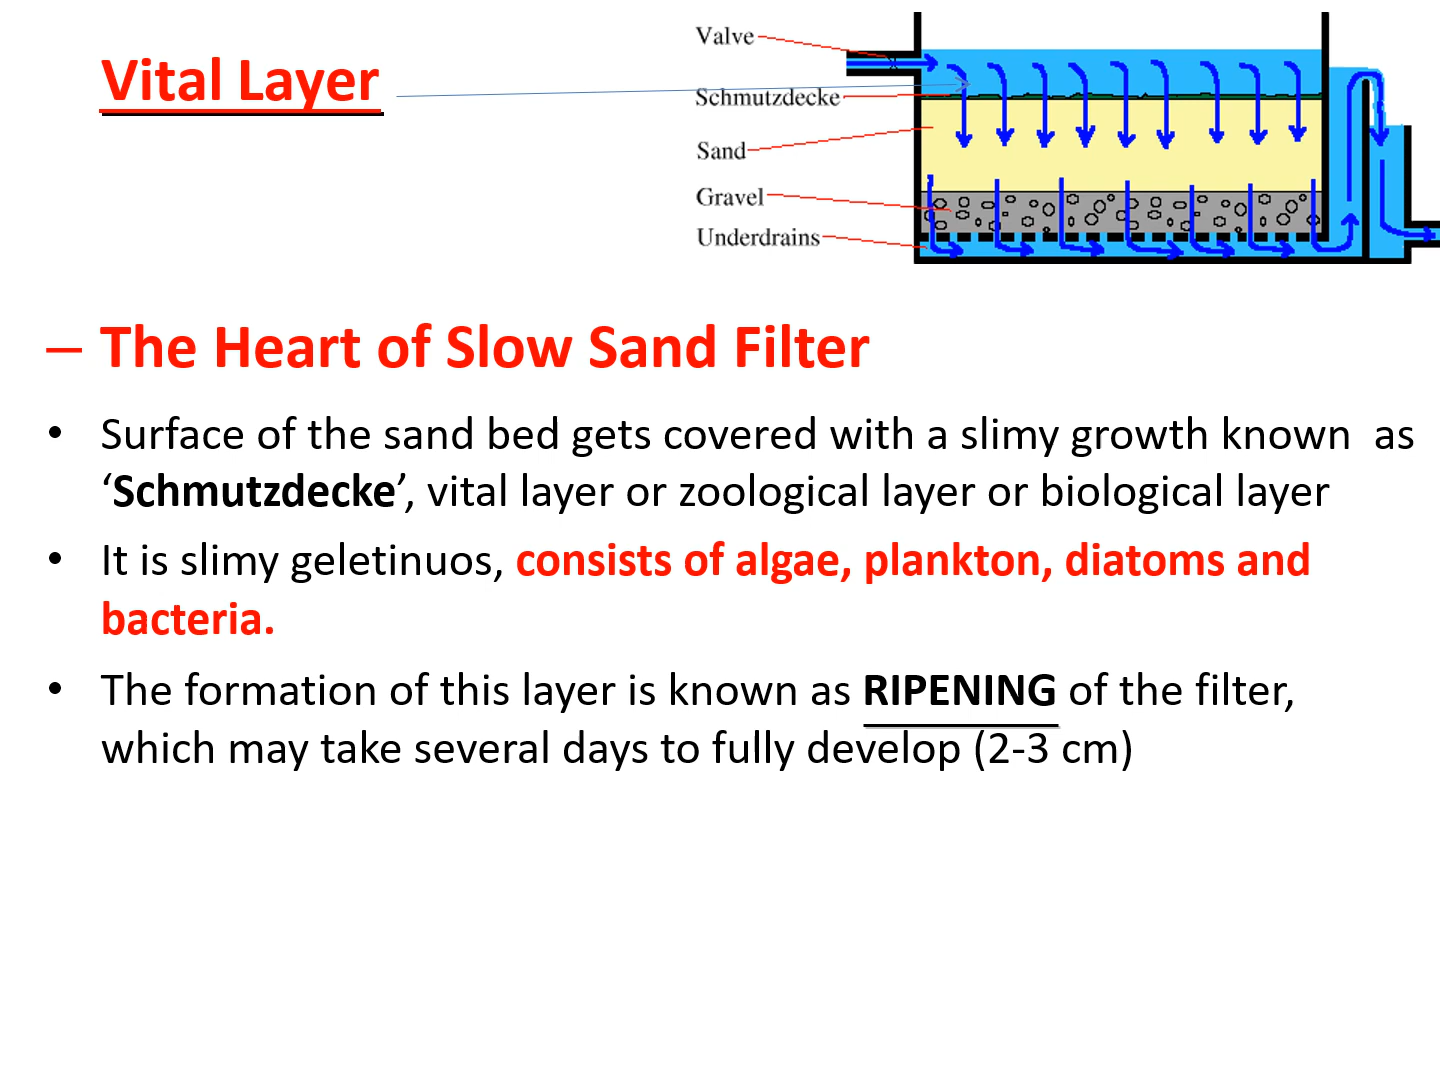 Vital Layer
Valve
Schmutzdecke
Sand
Gravel
Underdrains
– The Heart of Slow Sand Filter
• Surface of the sand bed gets covered with a slimy growth known as
‘Schmutzdecke’, vital layer or zoological layer or biological layer
• It is slimy geletinuos, consists of algae, plankton, diatoms and
bacteria.
• The formation of this layer is known as RIPENING of the filter,
which may take several days to fully develop (2-3 cm)